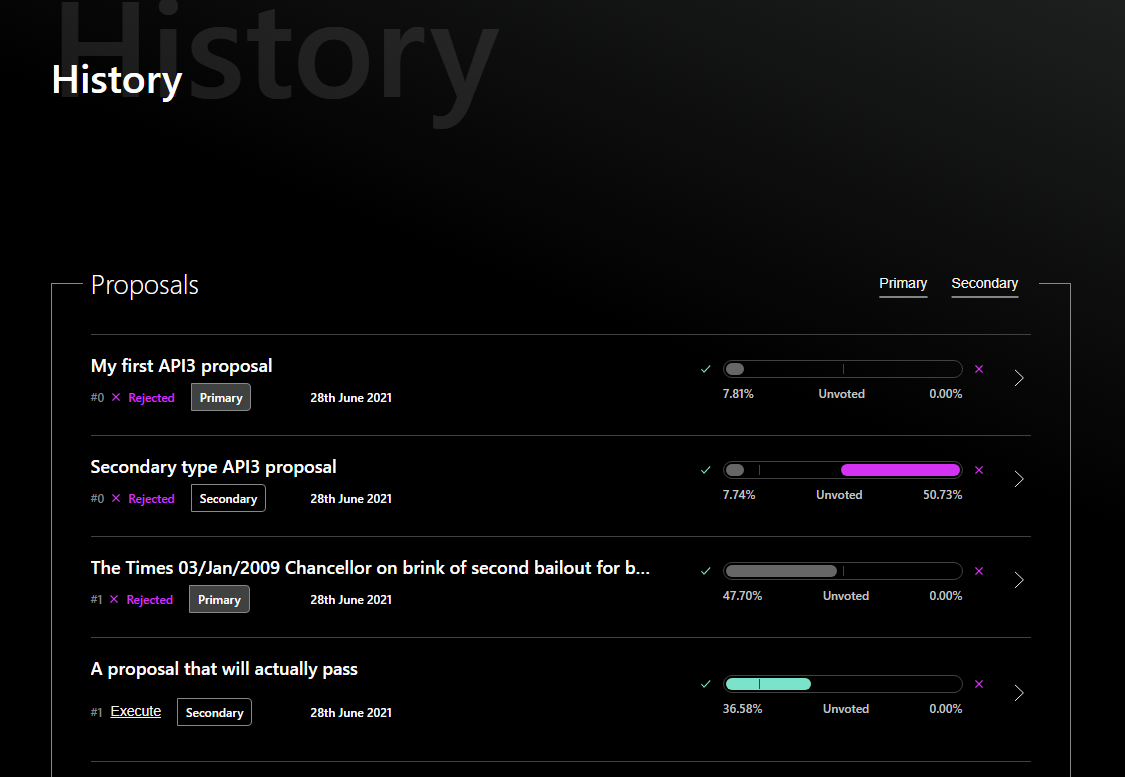 History
History
Proposals
Primary Secondary
My first API3 proposal
#0 Rejected Primary 28th June 2021
7.81% Unvoted 0.00%
Secondary type API3 proposal
#0 Rejected Secondary 28th June 2021
7.74% Unvoted 50.73%
The Times 03/Jan/2009 Chancellor on brink of second bailout for b...
#1 Rejected Primary 28th June 2021
47.70% Unvoted 0.00%
A proposal that will actually pass
#1 Execute Secondary 28th June 2021
36.58% Unvoted 0.00%